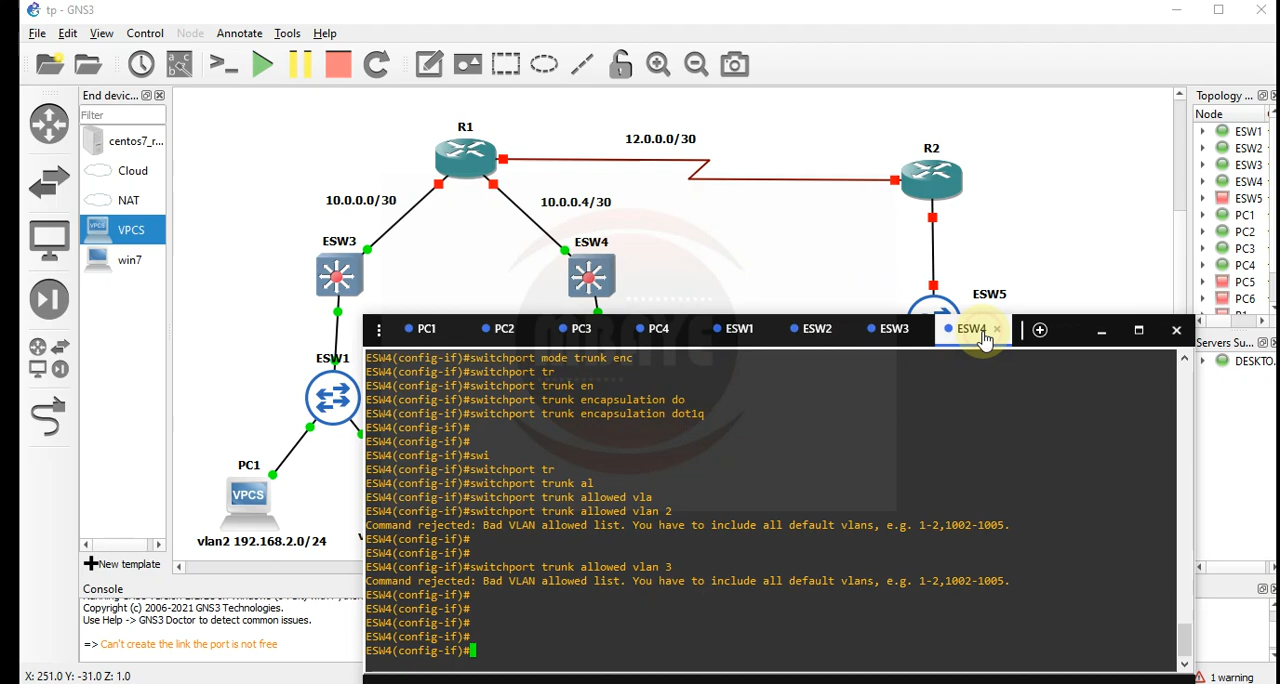 tp - GNS3
File Edit View Control Node Annotate Tools Help
End devic...
Filter
centos7_r...
Cloud
NAT
VPCS
win7
New template
R1
12.0.0.0/30
R2
10.0.0.0/30
10.0.0.4/30
ESW3
ESW4
ESW5
ESW1
PC1
VPCS
vlan2 192.168.2.0/24
Topology ...
Node
ESW1
ESW2
ESW3
ESW4
ESW5
PC1
PC2
PC3
PC4
PC5
PC6
Servers Su...
DESKTO.
MBAYE
PC1 PC2 PC3 PC4 ESW1 ESW2 ESW3 ESW4
ESW4(config-if)#switchport mode trunk enc
ESW4(config-if)#switchport tr
ESW4(config-if)#switchport trunk en
ESW4(config-if)#switchport trunk encapsulation do
ESW4(config-if)#switchport trunk encapsulation dot1q
ESW4(config-if)#
ESW4(config-if)#
ESW4(config-if)#swi
ESW4(config-if)#switchport tr
ESW4(config-if)#switchport trunk al
ESW4(config-if)#switchport trunk allowed vla
ESW4(config-if)#switchport trunk allowed vlan 2
Command rejected: Bad VLAN allowed list. You have to include all default vlans, e.g. 1-2,1002-1005.
ESW4(config-if)#
ESW4(config-if)#
ESW4(config-if)#switchport trunk allowed vlan 3
Command rejected: Bad VLAN allowed list. You have to include all default vlans, e.g. 1-2,1002-1005.
ESW4(config-if)#
ESW4(config-if)#
ESW4(config-if)#
ESW4(config-if)#
ESW4(config-if)#
Console
Copyright (c) 2006-2021 GNS3 Technologies.
Use Help -> GNS3 Doctor to detect common issues.
=> Can't create the link the port is not free
X: 251.0 Y: -31.0 Z: 1.0
1 warning